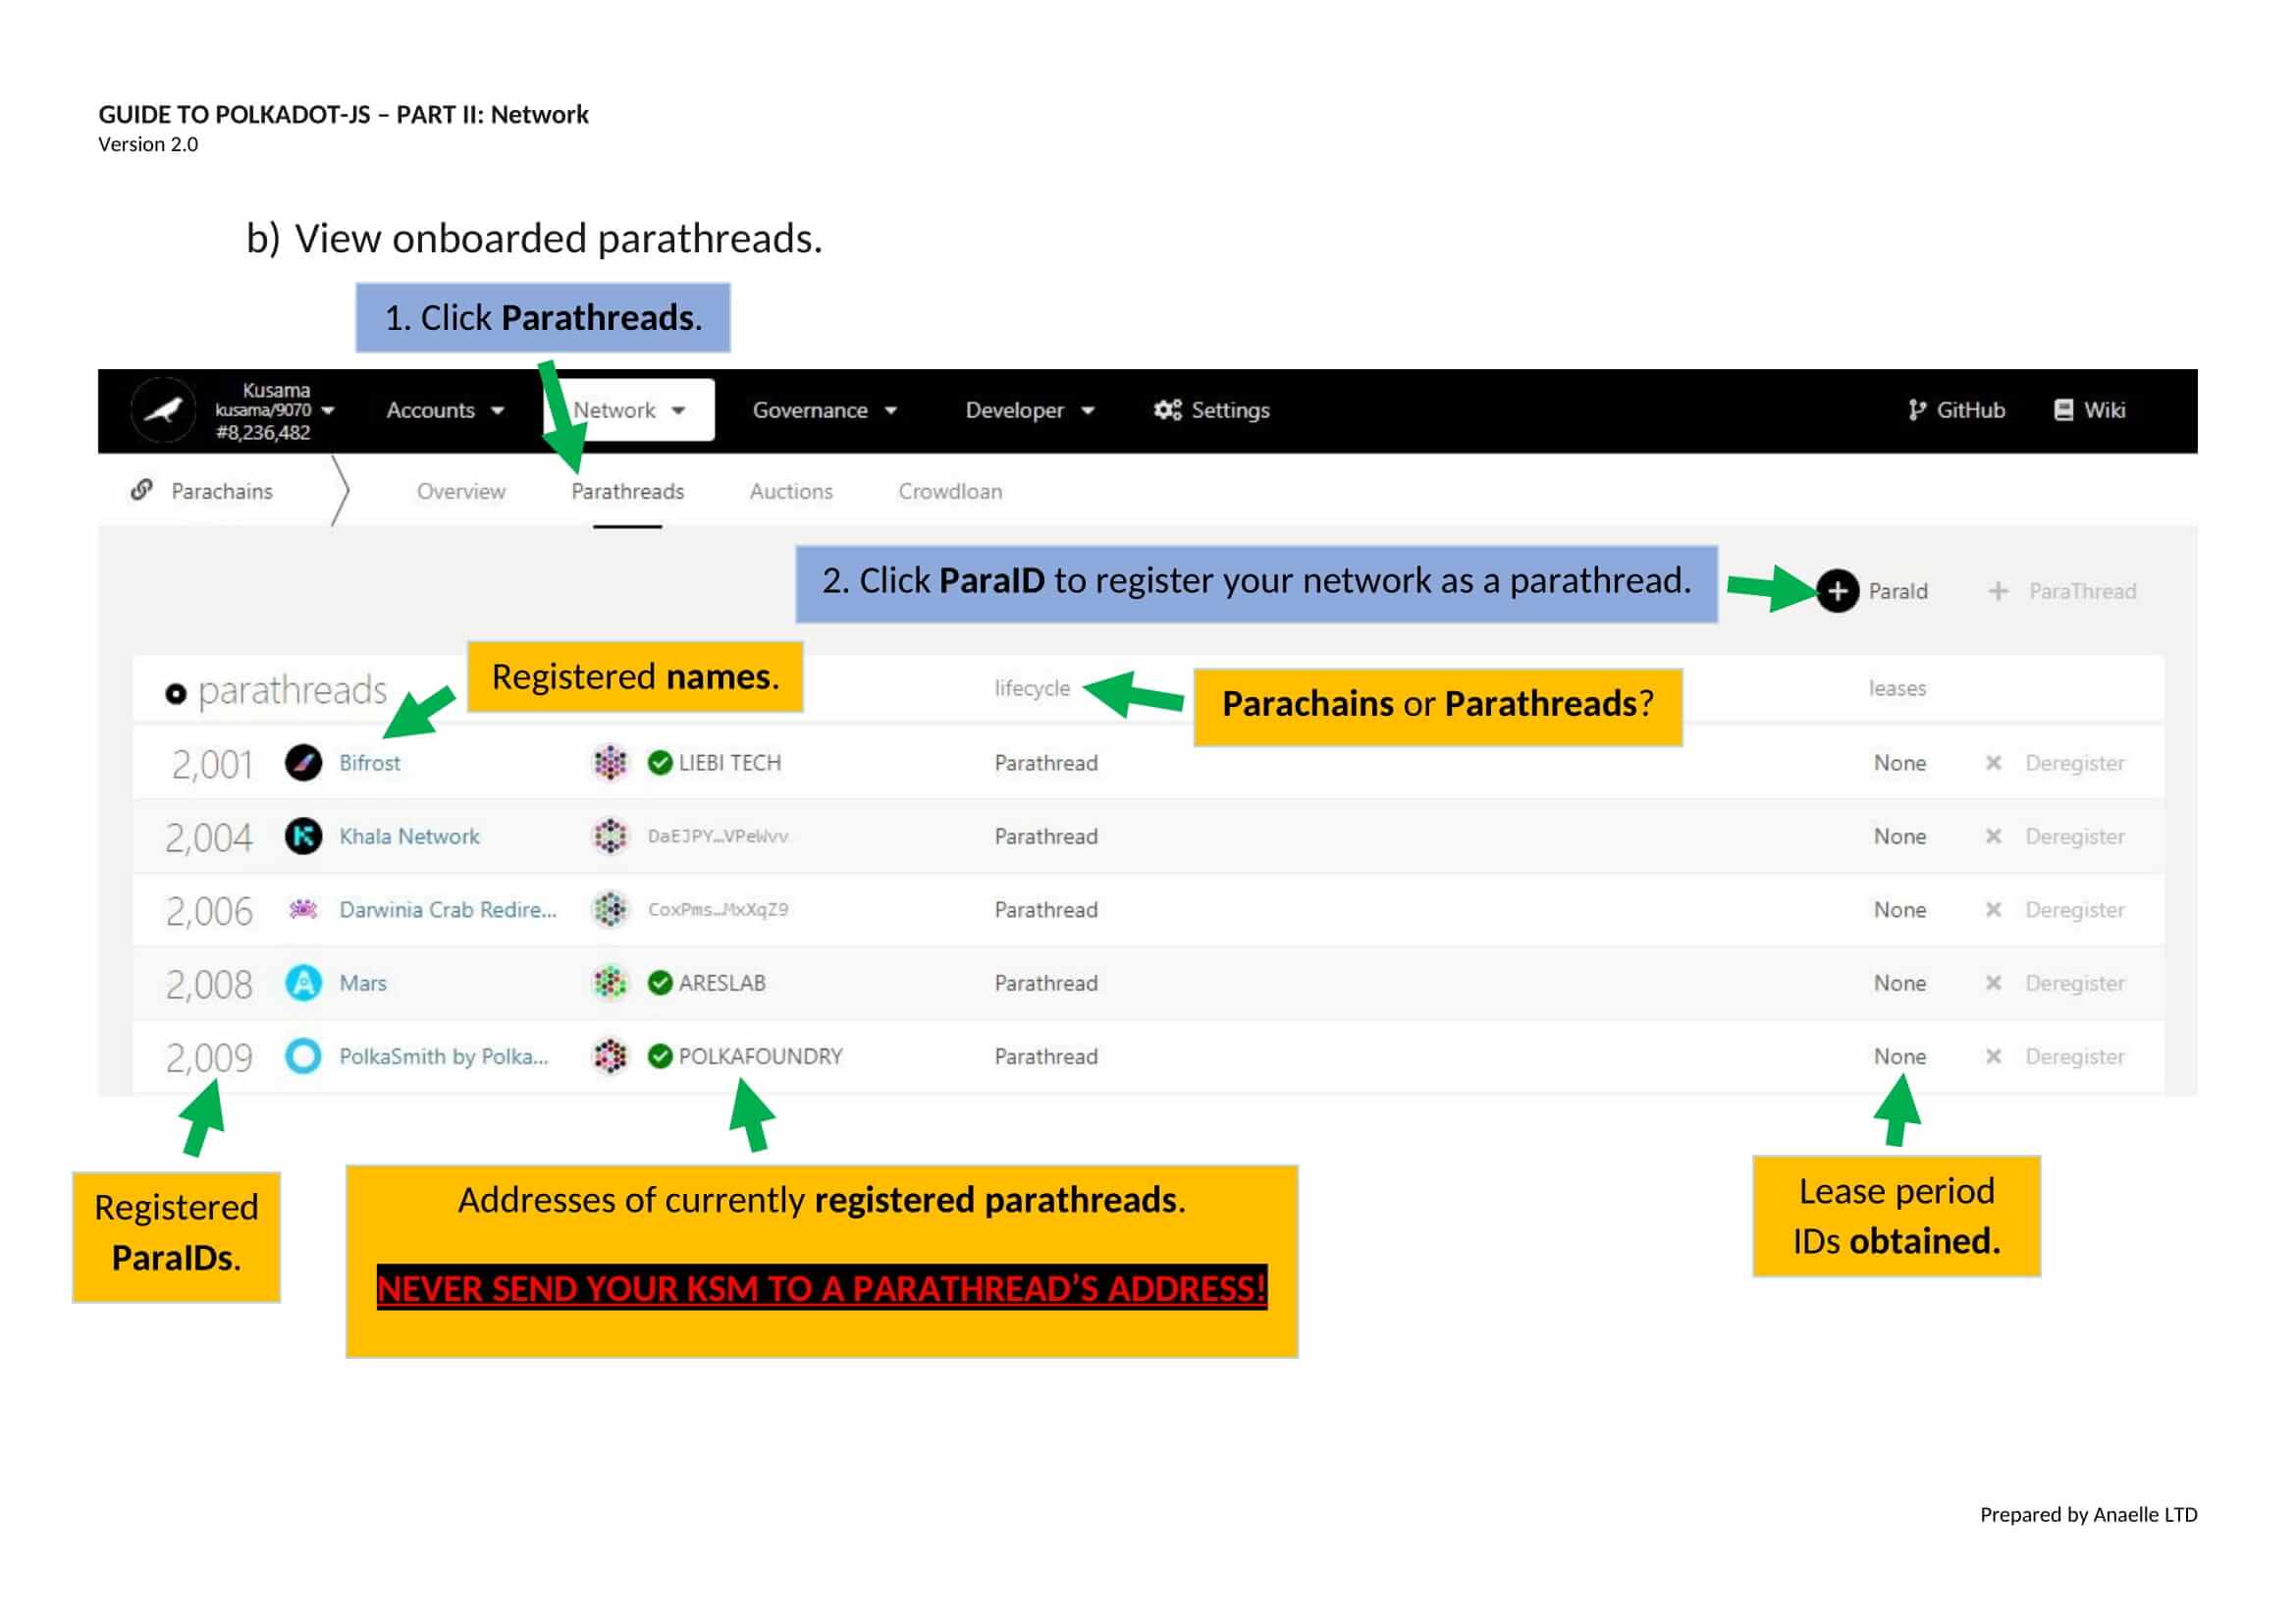 GUIDE TO POLKADOT-JS – PART II: Network
Version 2.0
b) View onboarded parathreads.
1. Click Parathreads.
Kusama
kusama/9070
#8,236,482
Accounts
Network
Governance
Developer
Settings
GitHub
Wiki
Parachains
Overview
Parathreads
Auctions
Crowdloan
2. Click ParaID to register your network as a parathread.
ParaId
ParaThread
Registered names.
parathreads
lifecycle
Parachains or Parathreads?
leases
2,001 Bifrost LIEBI TECH Parathread None Deregister
2,004 Khala Network DaEJPY…VPeWvv Parathread None Deregister
2,006 Darwinia Crab Redire... CoxPms…MxXqZ9 Parathread None Deregister
2,008 Mars ARESLAB Parathread None Deregister
2,009 PolkaSmith by Polka... POLKAFOUNDRY Parathread None Deregister
Registered
ParaIDs.
Addresses of currently registered parathreads.
NEVER SEND YOUR KSM TO A PARATHREAD’S ADDRESS!
Lease period
IDs obtained.
Prepared by Anaelle LTD